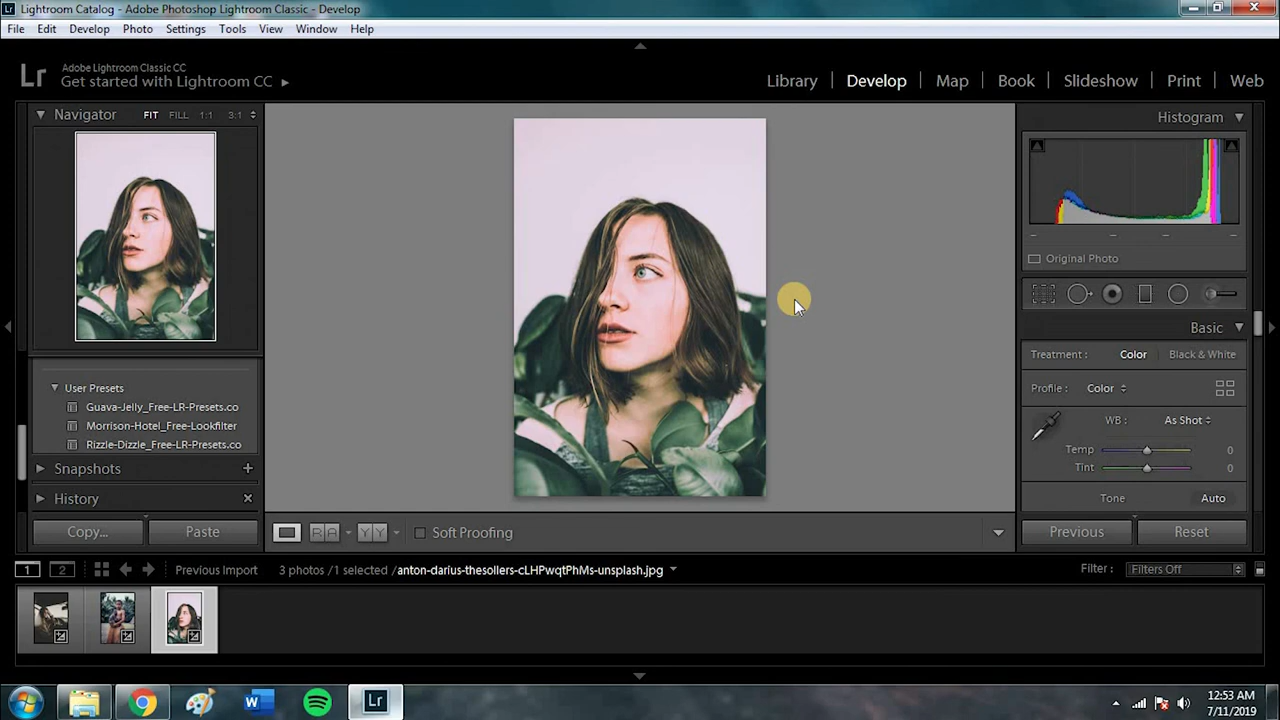 Lr Lightroom Catalog - Adobe Photoshop Lightroom Classic - Develop
File Edit Develop Photo Settings Tools View Window Help
Lr
Adobe Lightroom Classic CC
Get started with Lightroom CC
Library Develop Map Book Slideshow Print Web
Navigator FIT FILL 1:1 3:1
User Presets
Guava-Jelly_Free-LR-Presets.co
Morrison-Hotel_Free-Lookfilter
Rizzle-Dizzle_Free-LR-Presets.co
Snapshots
History
Copy... Paste
Soft Proofing
Histogram
Original Photo
Basic
Treatment : Color Black & White
Profile : Color
WB : As Shot
Temp 0
Tint 0
Tone Auto
Previous Reset
1 2 Previous Import 3 photos /1 selected /anton-darius-thesollers-cLHPwqtPhMs-unsplash.jpg Filter : Filters Off
W Lr
12:53 AM
7/11/2019